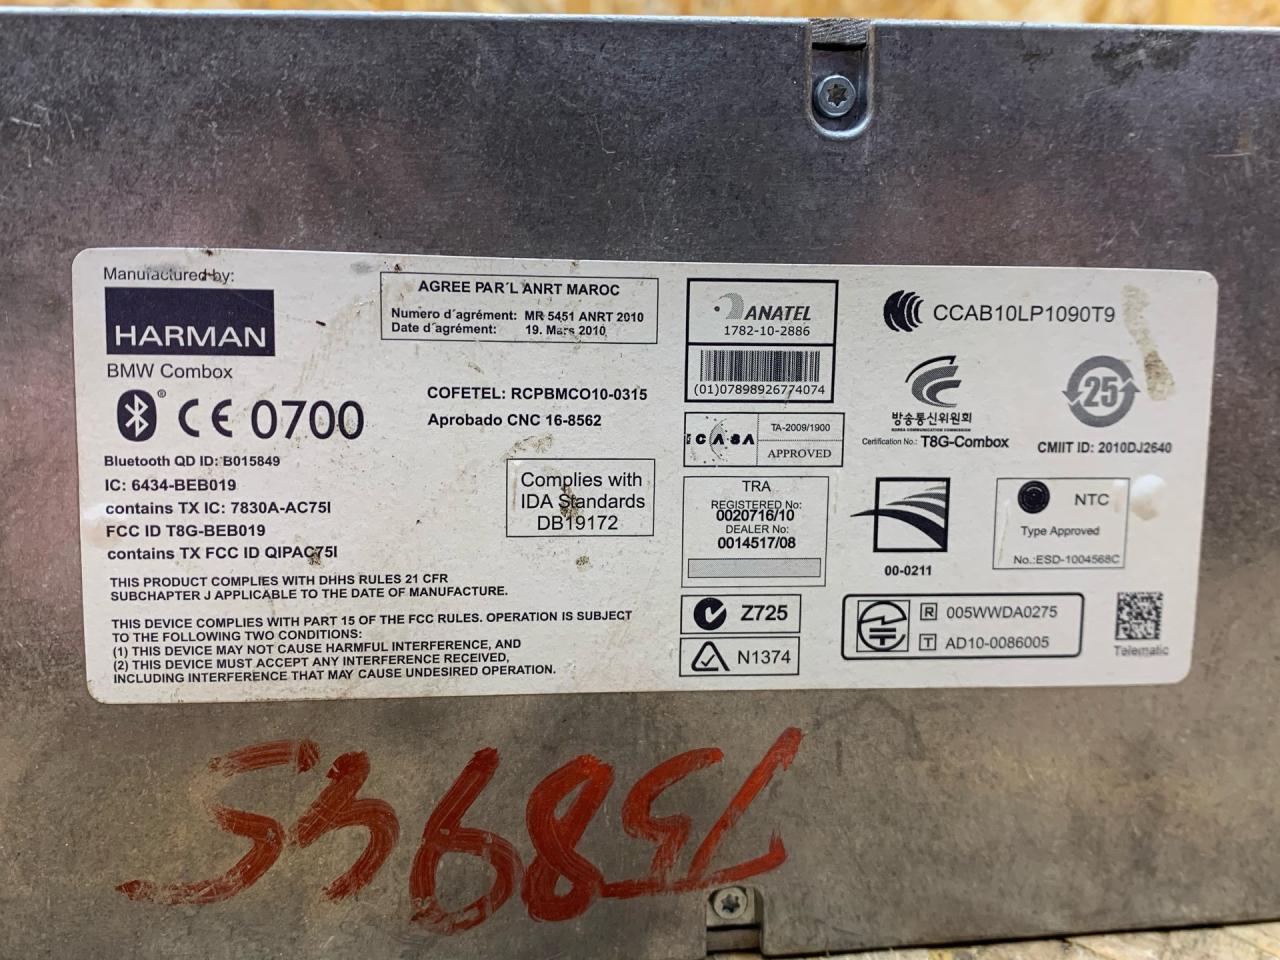 Manufactured by:
HARMAN
BMW Combox
CE 0700
Bluetooth QD ID: B015849
IC: 6434-BEB019
contains TX IC: 7830A-AC75I
FCC ID T8G-BEB019
contains TX FCC ID QIPAC75I
THIS PRODUCT COMPLIES WITH DHHS RULES 21 CFR
SUBCHAPTER J APPLICABLE TO THE DATE OF MANUFACTURE.
THIS DEVICE COMPLIES WITH PART 15 OF THE FCC RULES. OPERATION IS SUBJECT
TO THE FOLLOWING TWO CONDITIONS:
(1) THIS DEVICE MAY NOT CAUSE HARMFUL INTERFERENCE, AND
(2) THIS DEVICE MUST ACCEPT ANY INTERFERENCE RECEIVED,
INCLUDING INTERFERENCE THAT MAY CAUSE UNDESIRED OPERATION.
AGREE PAR´L ANRT MAROC
Numero d´agrément: MR 5451 ANRT 2010
Date d´agrément: 19. Mars 2010
COFETEL: RCPBMCO10-0315
Aprobado CNC 16-8562
Complies with
IDA Standards
DB19172
ANATEL
1782-10-2886
(01)07898926774074
ICASA
TA-2009/1900
APPROVED
TRA
REGISTERED No:
0020716/10
DEALER No:
0014517/08
Z725
N1374
CCAB10LP1090T9
방송통신위원회
KOREA COMMUNICATIONS COMMISSION
Certification No.: T8G-Combox
25
CMIIT ID: 2010DJ2640
00-0211
NTC
Type Approved
No.:ESD-1004568C
R 005WWDA0275
T AD10-0086005
Telematic